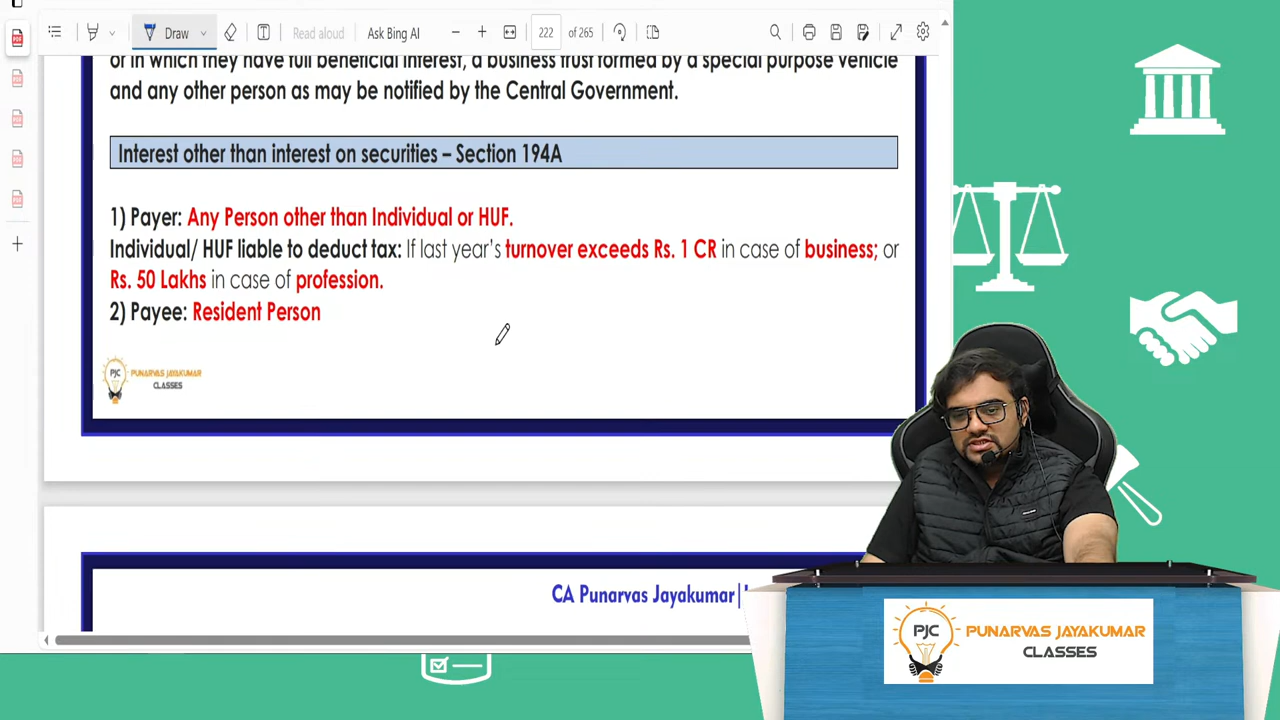 Draw
Read aloud
Ask Bing AI
222 of 265
or in which they have full beneficial interest, a business trust formed by a special purpose vehicle
and any other person as may be notified by the Central Government.
Interest other than interest on securities – Section 194A
1) Payer: Any Person other than Individual or HUF.
Individual/ HUF liable to deduct tax: If last year's turnover exceeds Rs. 1 CR in case of business; or
Rs. 50 Lakhs in case of profession.
2) Payee: Resident Person
PJC PUNARVAS JAYAKUMAR
CLASSES
CA Punarvas Jayakumar|
PJC PUNARVAS JAYAKUMAR
CLASSES